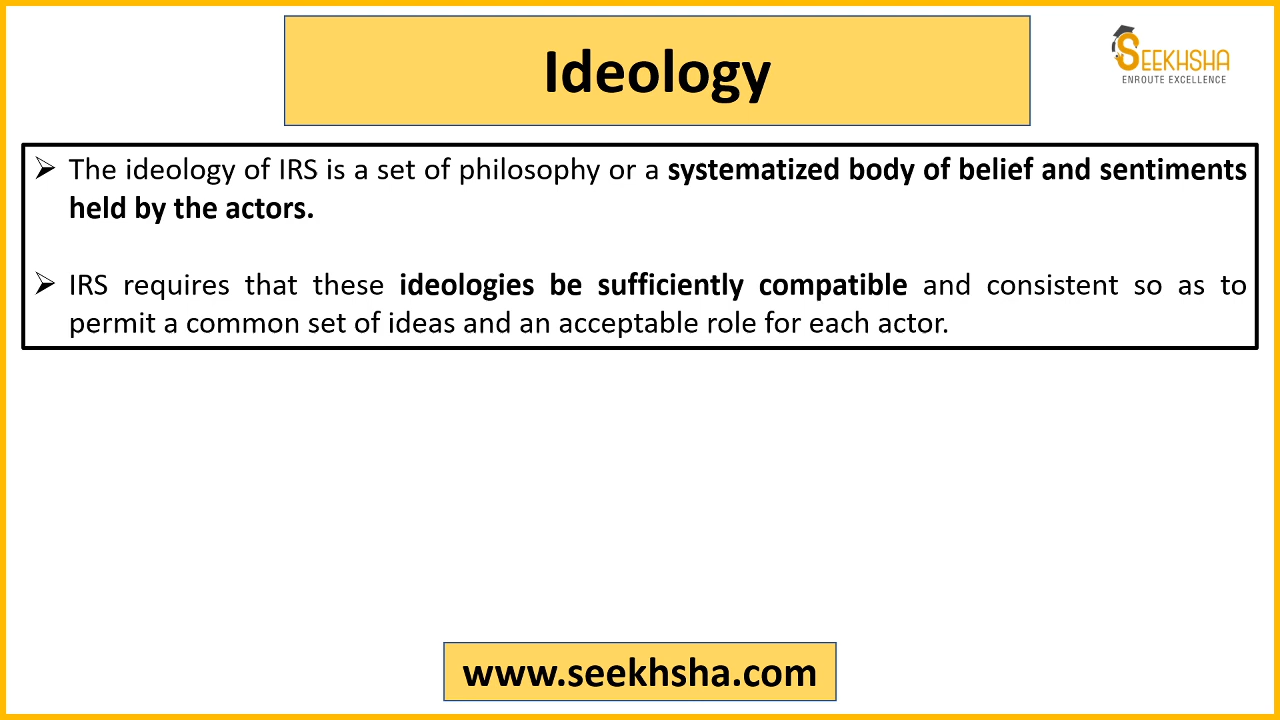 Ideology
SEEKHSHA
ENROUTE EXCELLENCE
➢ The ideology of IRS is a set of philosophy or a systematized body of belief and sentiments
held by the actors.
➢ IRS requires that these ideologies be sufficiently compatible and consistent so as to
permit a common set of ideas and an acceptable role for each actor.
www.seekhsha.com